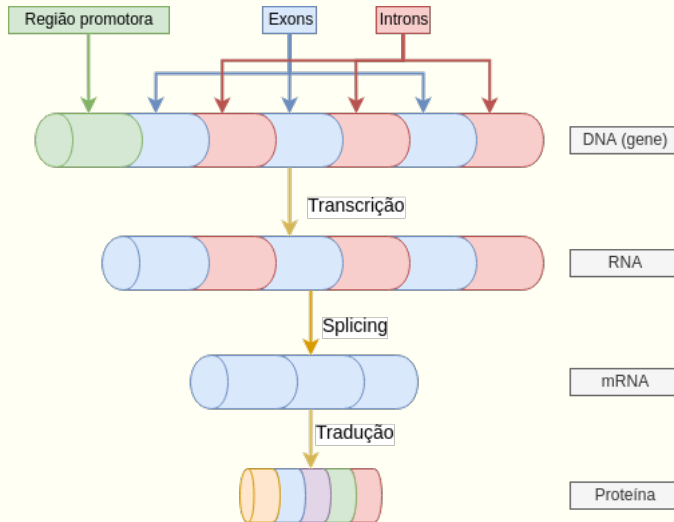 Região promotora
Exons
Introns
DNA (gene)
Transcrição
RNA
Splicing
mRNA
Tradução
Proteína